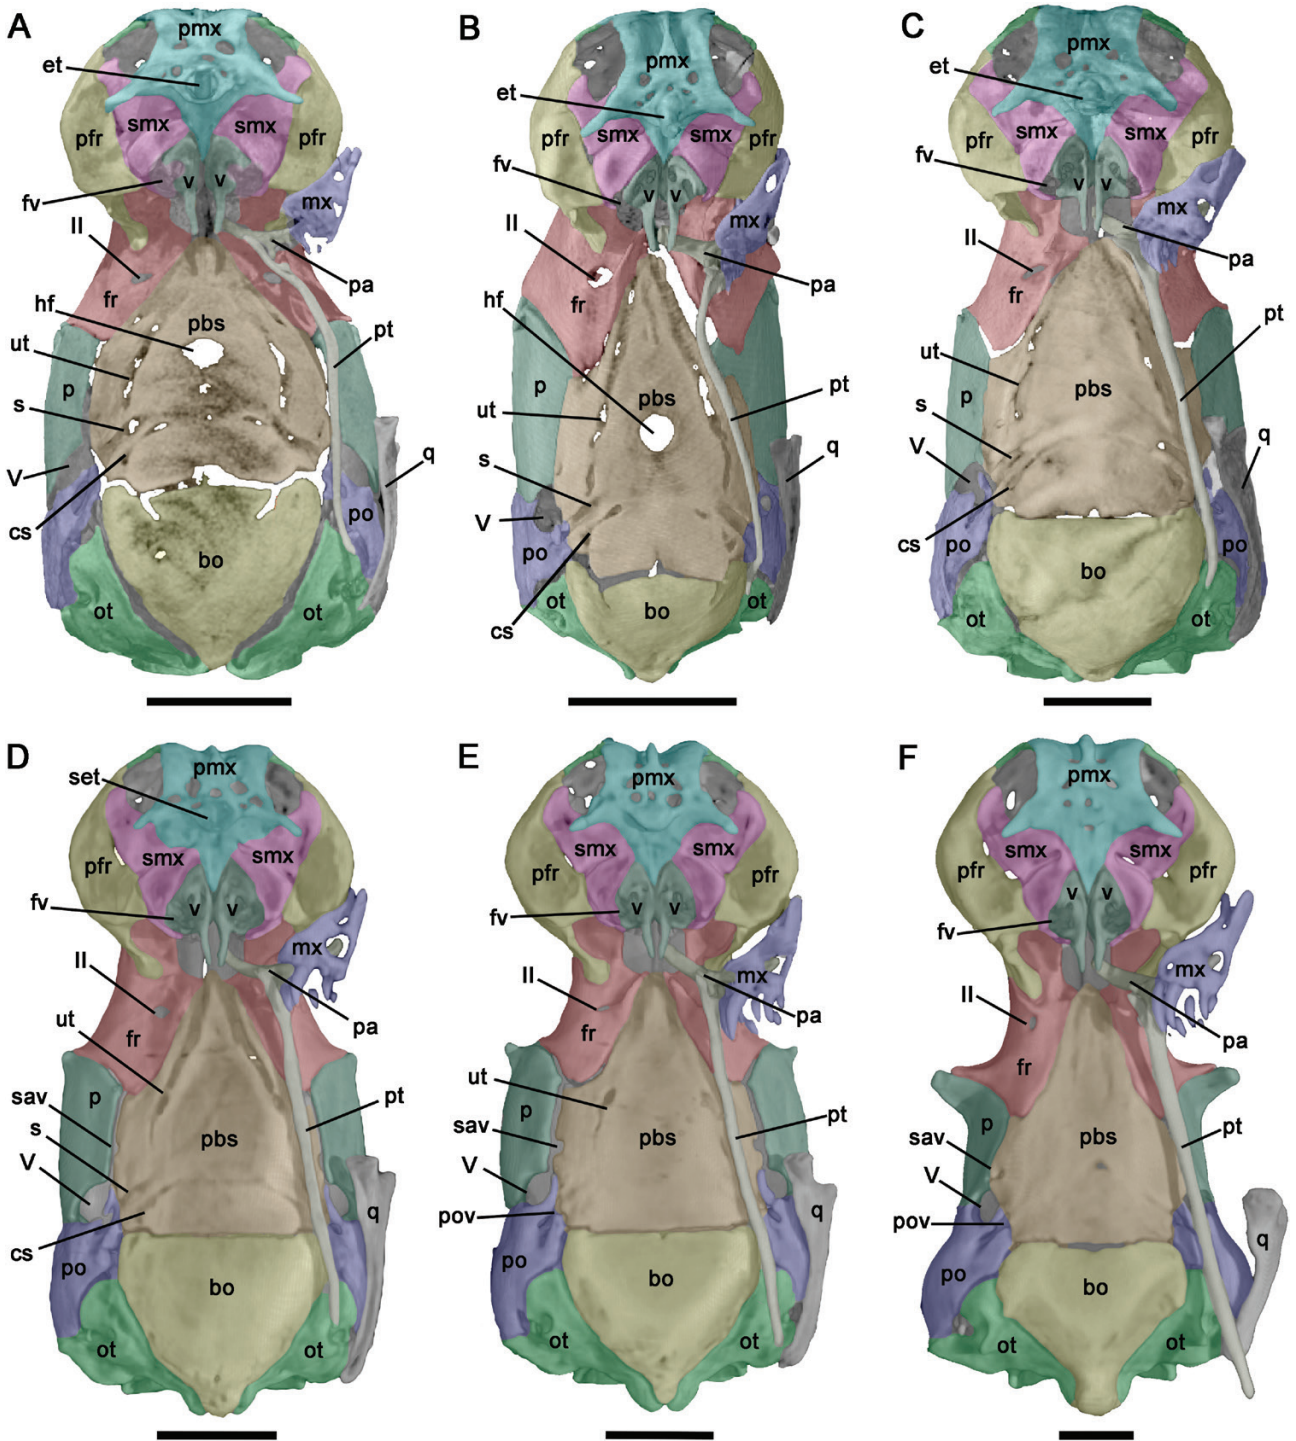 A
pmx
et
smx
smx
pfr
pfr
v
v
fv
mx
II
pa
fr
hf
pbs
pt
ut
p
s
V
q
cs
po
bo
ot
ot
B
pmx
et
smx
smx
pfr
pfr
fv
v
v
mx
II
pa
hf
fr
pbs
pt
ut
s
q
V
po
ot
ot
bo
cs
C
pmx
et
smx
smx
pfr
pfr
fv
v
v
mx
II
pa
fr
pt
ut
p
pbs
s
V
q
cs
po
po
bo
ot
ot
D
pmx
set
smx
smx
pfr
fv
v
v
mx
II
pa
ut
fr
p
pt
sav
s
pbs
V
q
cs
po
bo
ot
ot
E
pmx
smx
smx
pfr
pfr
fv
v
v
mx
II
pa
fr
ut
p
sav
pt
pbs
V
pov
q
po
bo
ot
ot
F
pmx
smx
smx
pfr
pfr
v
v
fv
mx
II
pa
fr
p
pt
sav
pbs
V
pov
q
po
bo
ot
ot